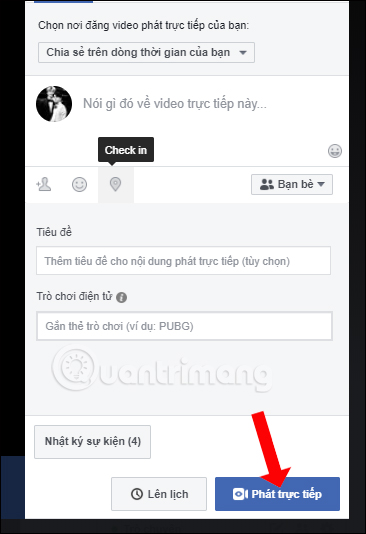 Chọn nơi đăng video phát trực tiếp của bạn:
Chia sẻ trên dòng thời gian của bạn
Nói gì đó về video trực tiếp này...
Check in
Bạn bè
Tiêu đề
Thêm tiêu đề cho nội dung phát trực tiếp (tùy chọn)
Trò chơi điện tử
Gắn thẻ trò chơi (ví dụ: PUBG)
Quantrimang
Nhật ký sự kiện (4)
Lên lịch
Phát trực tiếp